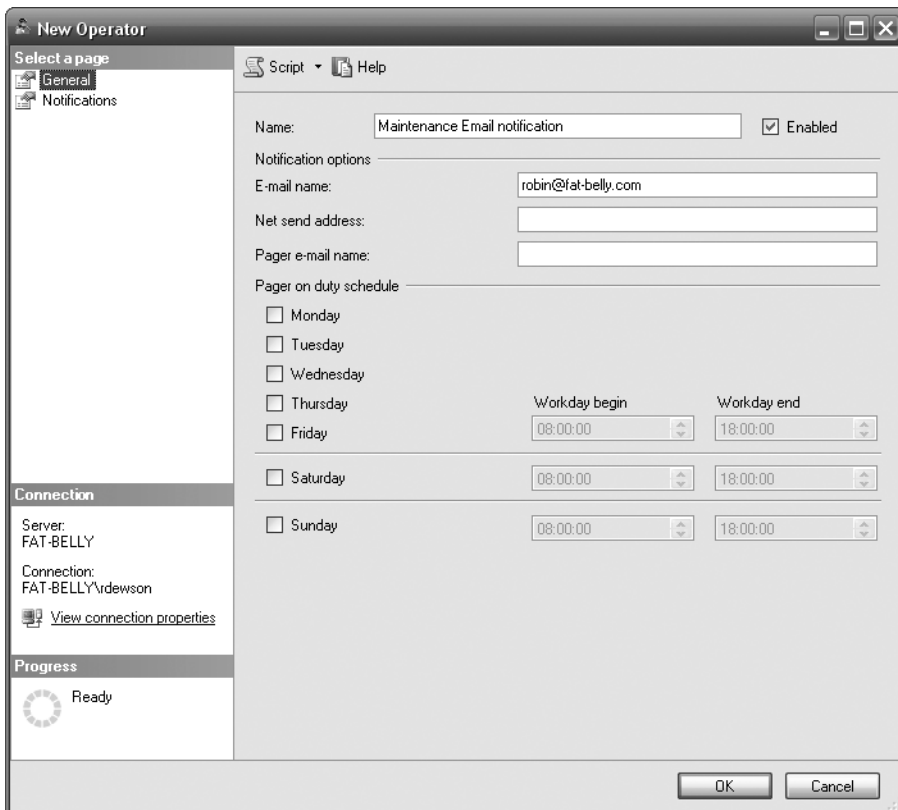 New Operator
Select a page
General
Notifications
Script
Help
Name:
Maintenance Email notification
Enabled
Notification options
E-mail name:
robin@fat-belly.com
Net send address:
Pager e-mail name:
Pager on duty schedule
Monday
Tuesday
Wednesday
Thursday
Workday begin
Workday end
Friday
08:00:00
18:00:00
Saturday
08:00:00
18:00:00
Sunday
08:00:00
18:00:00
Connection
Server:
FAT-BELLY
Connection:
FAT-BELLY\rdewson
View connection properties
Progress
Ready
OK
Cancel